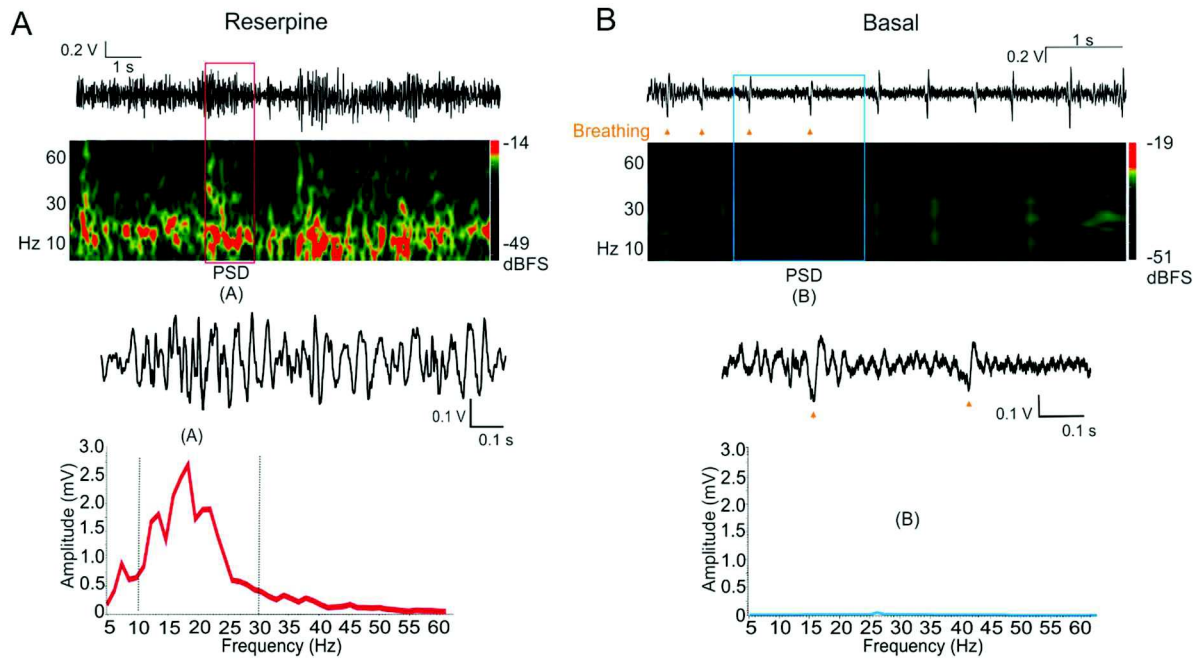 A
Reserpine
0.2 V
1 s
60
30
Hz 10
-14
-49
dBFS
PSD
(A)
0.1 V
0.1 s
(A)
Amplitude (mV)
3.0
2.5
2.0
1.5
1.0
0.5
0
5 10 15 20 25 30 35 40 45 50 55 60
Frequency (Hz)
B
Basal
1 s
0.2 V
Breathing
60
30
Hz 10
-19
-51
dBFS
PSD
(B)
0.1 V
0.1 s
(B)
Amplitude (mV)
3.0
2.5
2.0
1.5
1.0
0.5
0
5 10 15 20 25 30 35 40 45 50 55 60
Frequency (Hz)